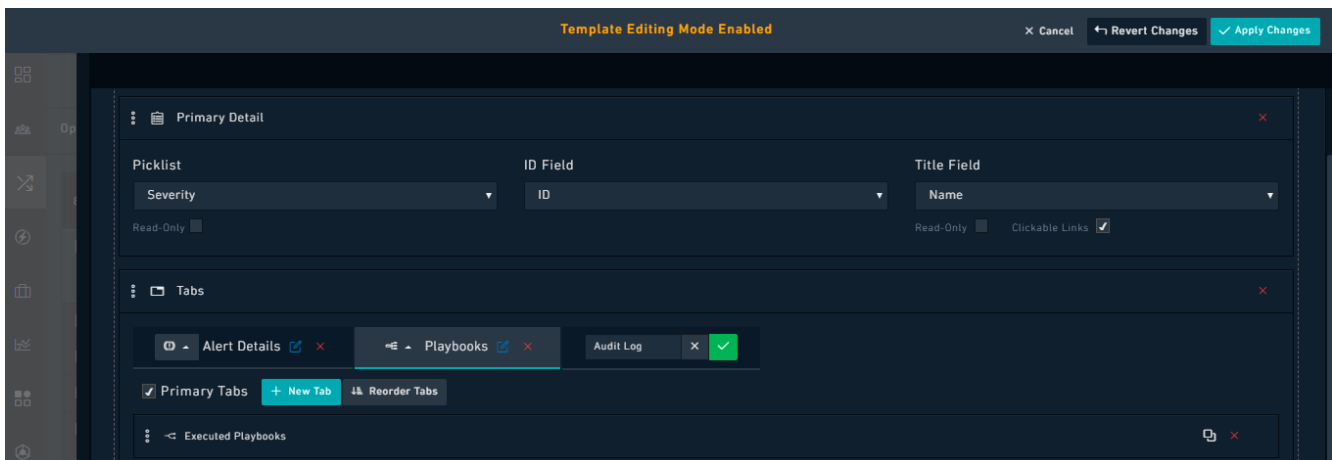 Template Editing Mode Enabled
Cancel
Revert Changes
Apply Changes
Op
Primary Detail
Picklist
ID Field
Title Field
Severity
ID
Name
Read-Only
Read-Only
Clickable Links
Tabs
Alert Details
Playbooks
Audit Log
Primary Tabs
+ New Tab
Reorder Tabs
Executed Playbooks